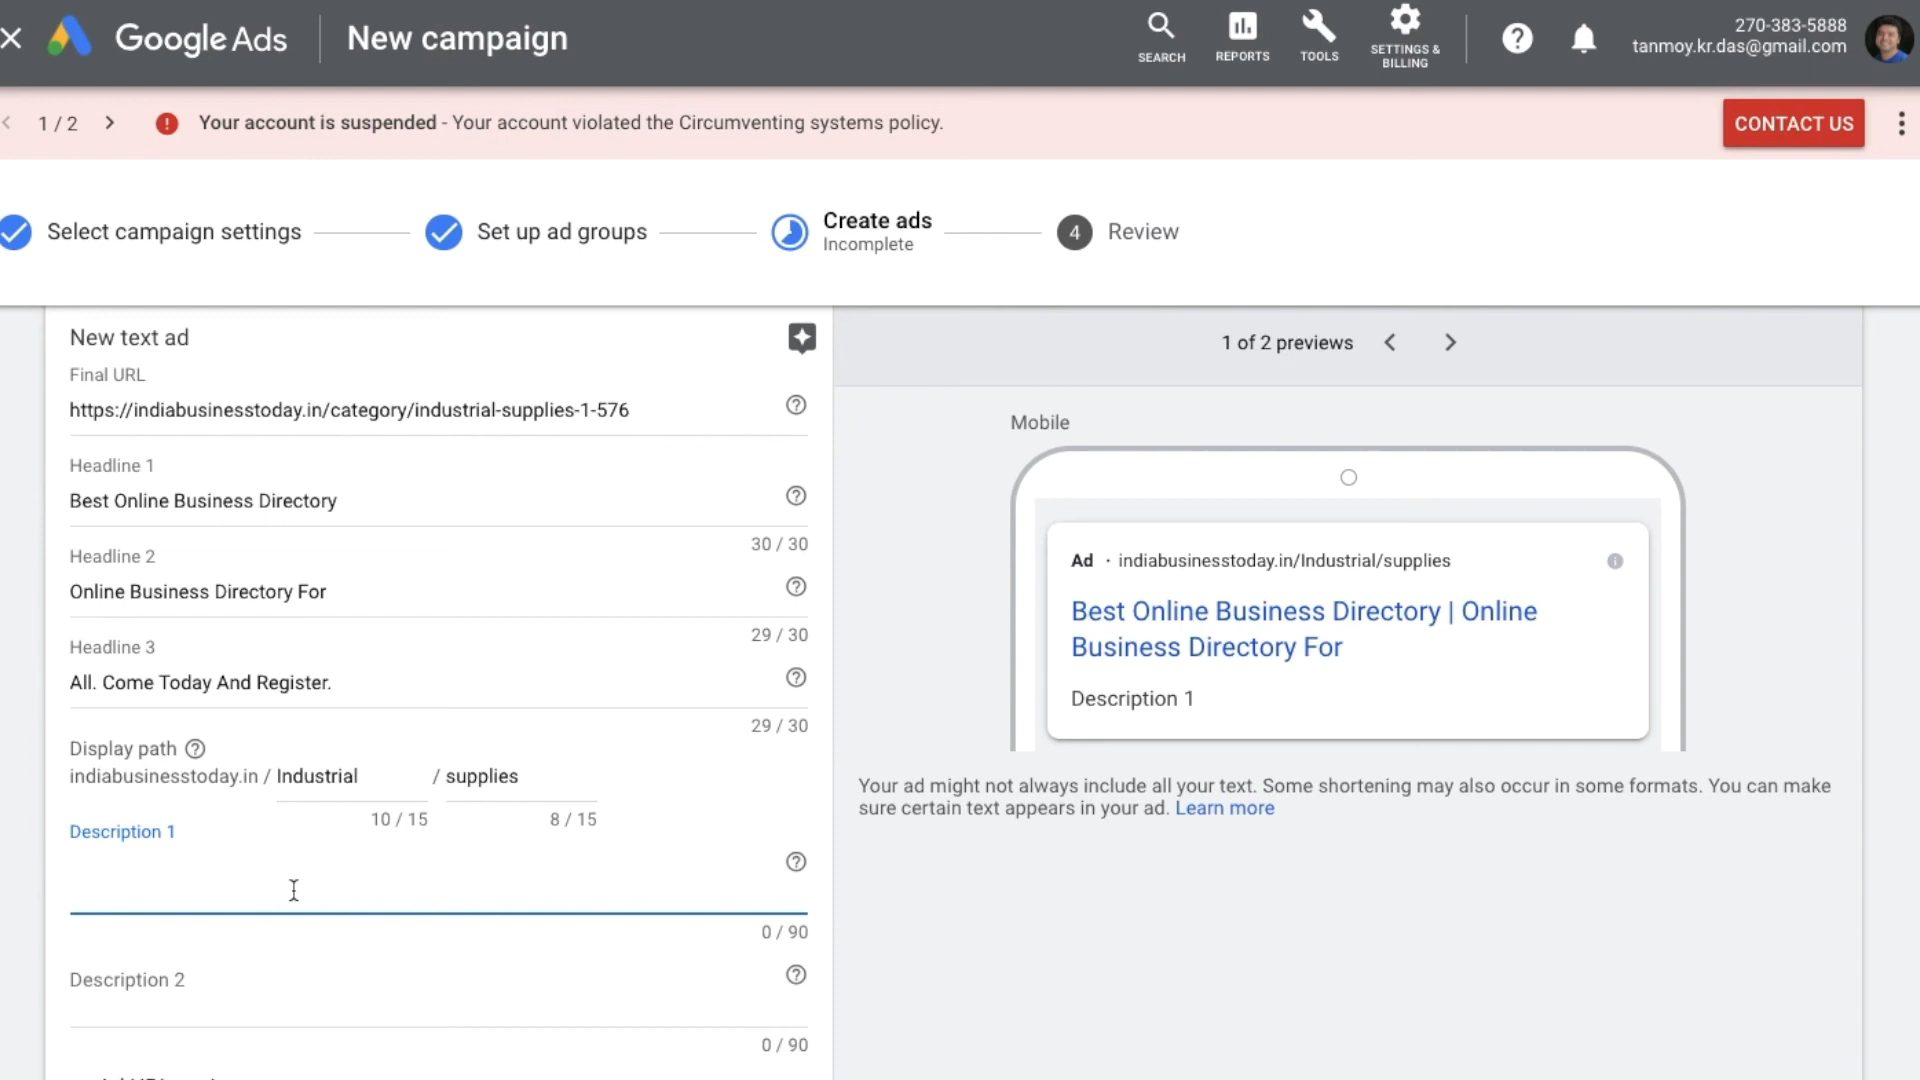 Google Ads
New campaign
SEARCH
REPORTS
TOOLS
SETTINGS &
BILLING
270-383-5888
tanmoy.kr.das@gmail.com
1 / 2
Your account is suspended - Your account violated the Circumventing systems policy.
CONTACT US
Select campaign settings
Set up ad groups
Create ads
Incomplete
4
Review
New text ad
Final URL
https://indiabusinesstoday.in/category/industrial-supplies-1-576
Headline 1
Best Online Business Directory
30 / 30
Headline 2
Online Business Directory For
29 / 30
Headline 3
All. Come Today And Register.
29 / 30
Display path
indiabusinesstoday.in / Industrial / supplies
10 / 15
8 / 15
Description 1
0 / 90
Description 2
0 / 90
1 of 2 previews
Mobile
Ad · indiabusinesstoday.in/Industrial/supplies
Best Online Business Directory | Online
Business Directory For
Description 1
Your ad might not always include all your text. Some shortening may also occur in some formats. You can make
sure certain text appears in your ad. Learn more